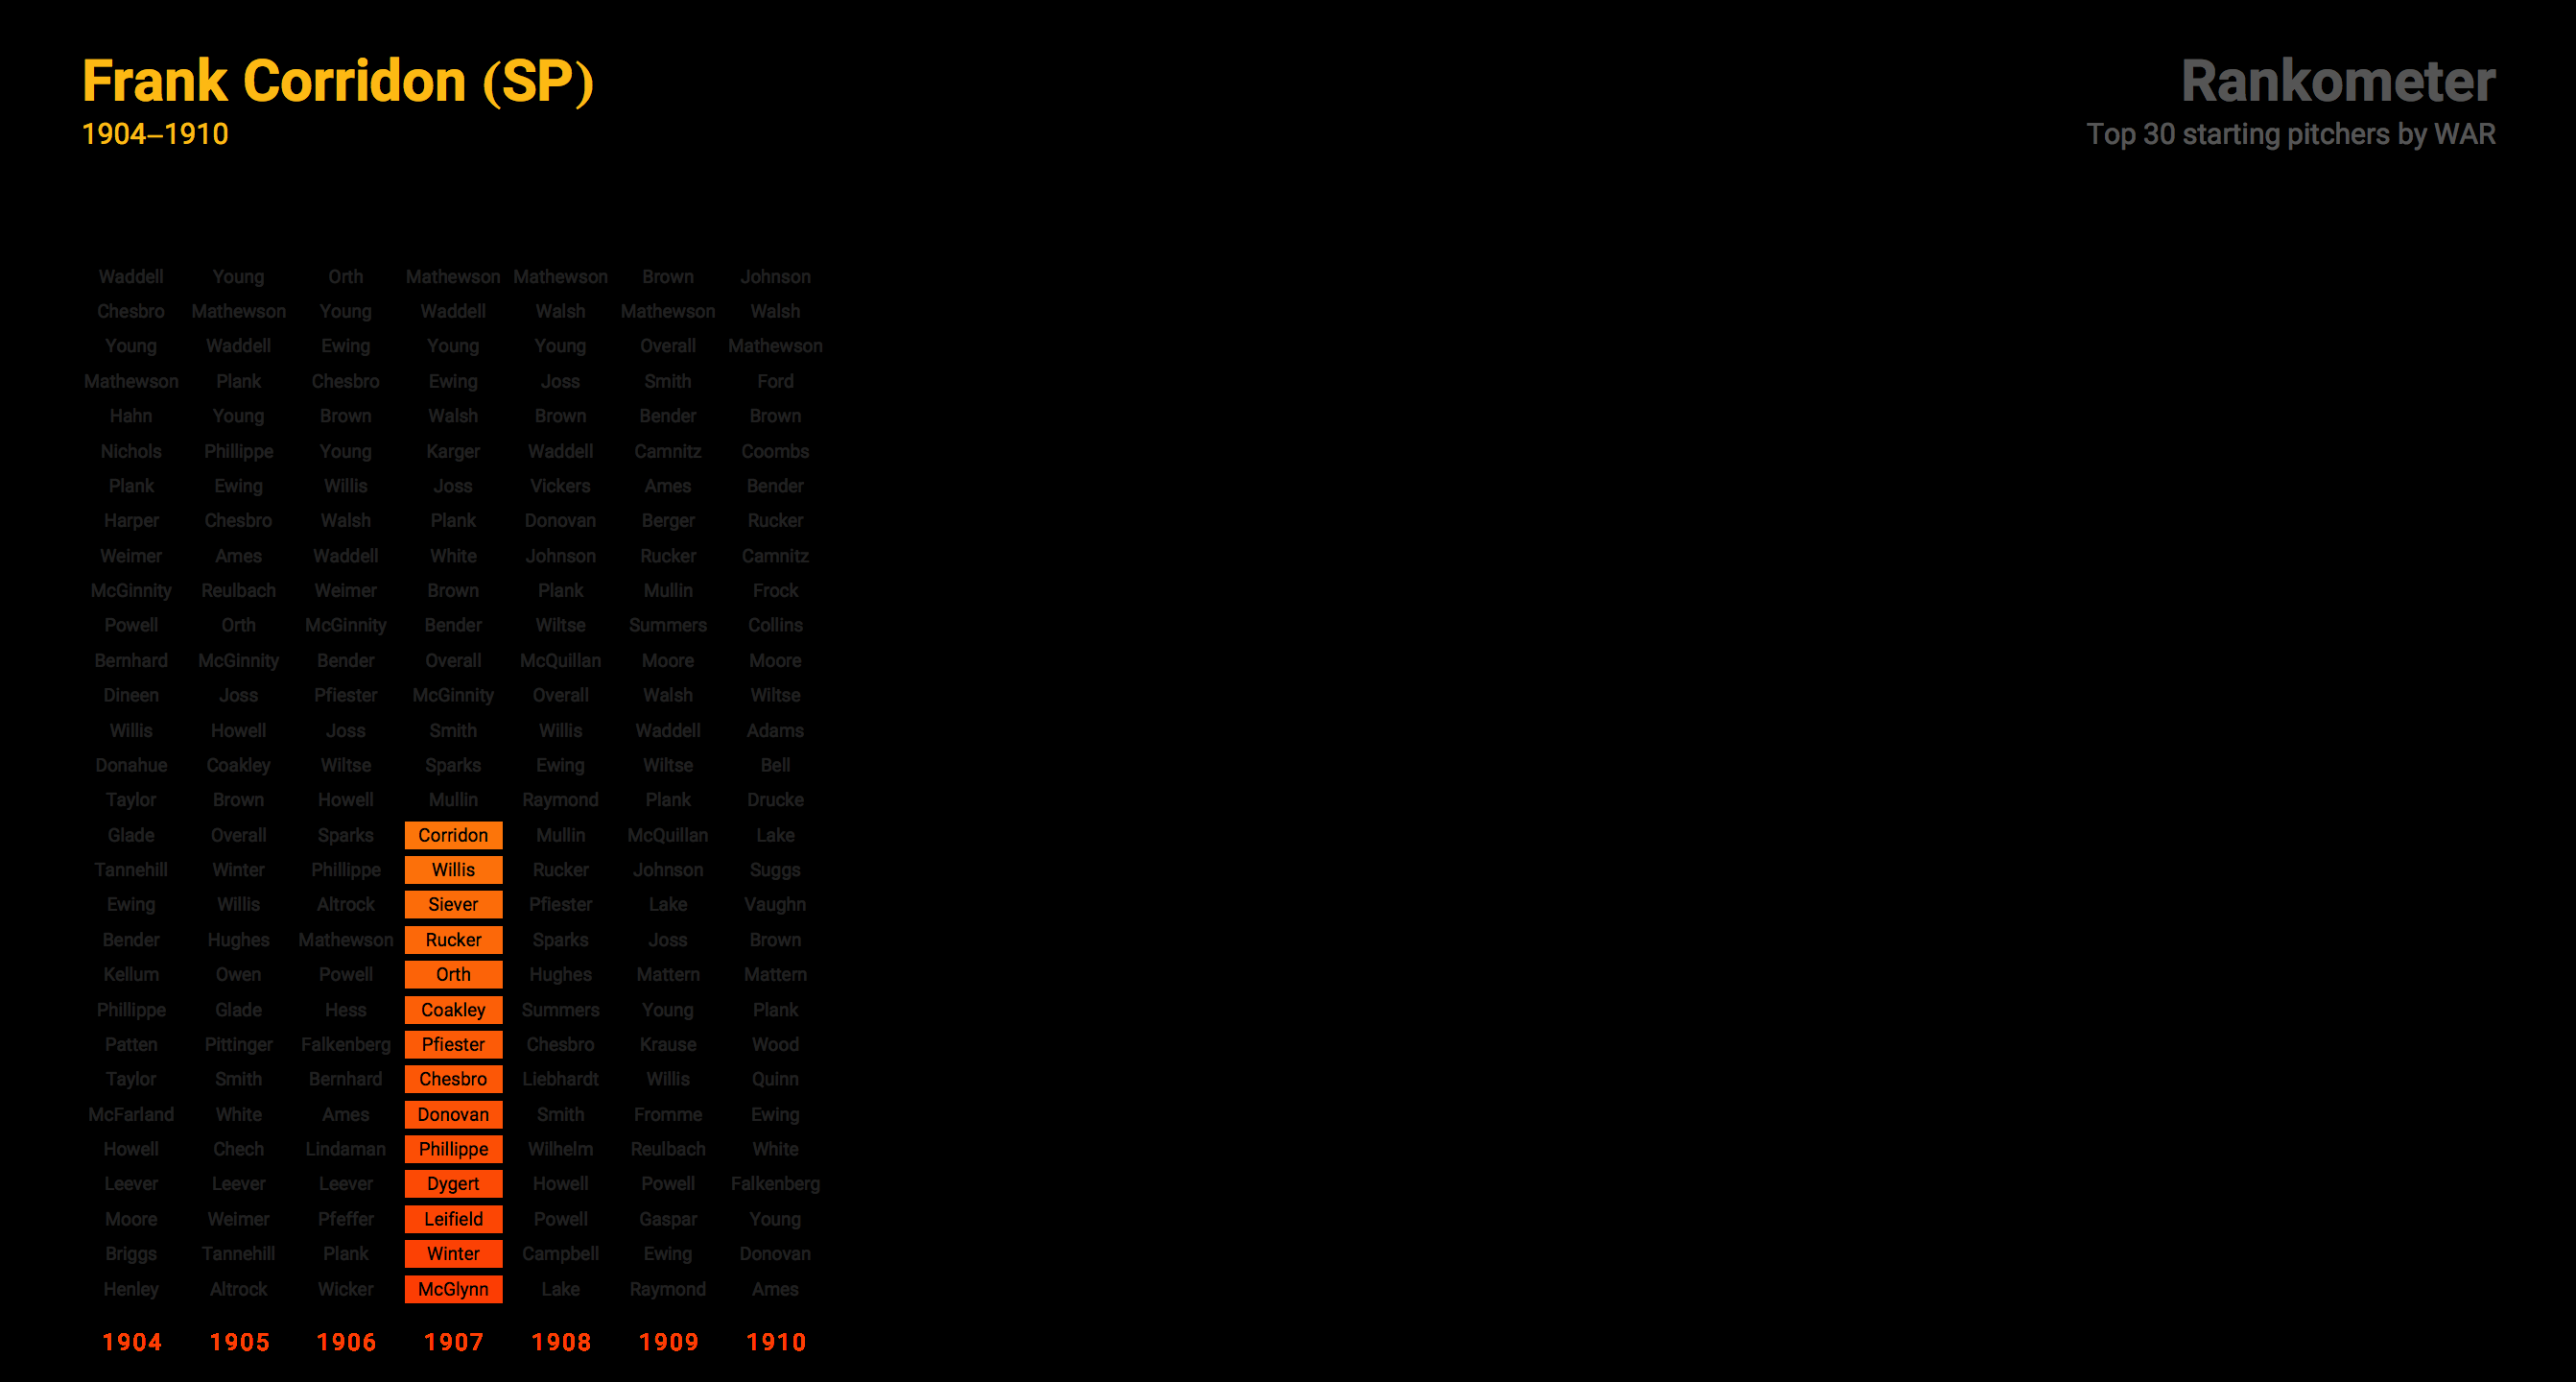 Frank Corridon (SP)
1904–1910
Rankometer
Top 30 starting pitchers by WAR
Waddell Young Orth Mathewson Mathewson Brown Johnson
Chesbro Mathewson Young Waddell Walsh Mathewson Walsh
Young Waddell Ewing Young Young Overall Mathewson
Mathewson Plank Chesbro Ewing Joss Smith Ford
Hahn Young Brown Walsh Brown Bender Brown
Nichols Phillippe Young Karger Waddell Camnitz Coombs
Plank Ewing Willis Joss Vickers Ames Bender
Harper Chesbro Walsh Plank Donovan Berger Rucker
Weimer Ames Waddell White Johnson Rucker Camnitz
McGinnity Reulbach Weimer Brown Plank Mullin Frock
Powell Orth McGinnity Bender Wiltse Summers Collins
Bernhard McGinnity Bender Overall McQuillan Moore Moore
Dineen Joss Pfiester McGinnity Overall Walsh Wiltse
Willis Howell Joss Smith Willis Waddell Adams
Donahue Coakley Wiltse Sparks Ewing Wiltse Bell
Taylor Brown Howell Mullin Raymond Plank Drucke
Glade Overall Sparks Corridon Mullin McQuillan Lake
Tannehill Winter Phillippe Willis Rucker Johnson Suggs
Ewing Willis Altrock Siever Pfiester Lake Vaughn
Bender Hughes Mathewson Rucker Sparks Joss Brown
Kellum Owen Powell Orth Hughes Mattern Mattern
Phillippe Glade Hess Coakley Summers Young Plank
Patten Pittinger Falkenberg Pfiester Chesbro Krause Wood
Taylor Smith Bernhard Chesbro Liebhardt Willis Quinn
McFarland White Ames Donovan Smith Fromme Ewing
Howell Chech Lindaman Phillippe Wilhelm Reulbach White
Leever Leever Leever Dygert Howell Powell Falkenberg
Moore Weimer Pfeffer Leifield Powell Gaspar Young
Briggs Tannehill Plank Winter Campbell Ewing Donovan
Henley Altrock Wicker McGlynn Lake Raymond Ames
1904 1905 1906 1907 1908 1909 1910